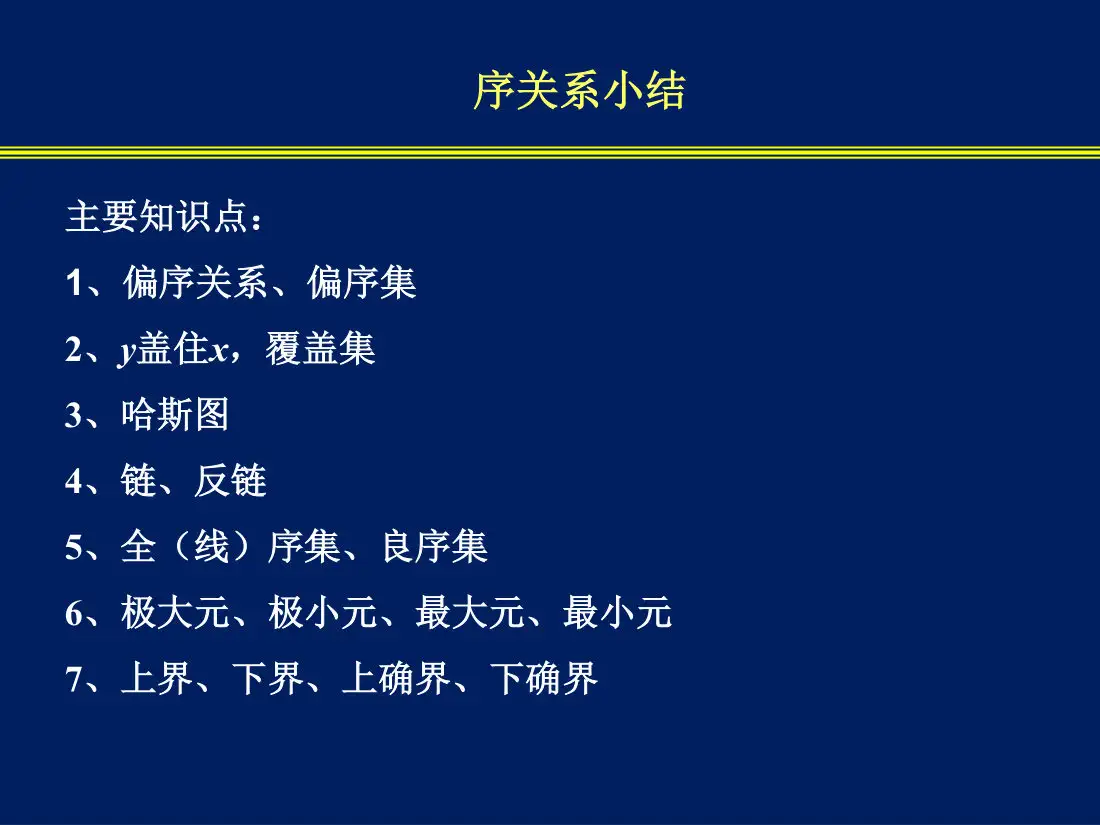 序关系小结
主要知识点：
1、偏序关系、偏序集
2、y盖住x，覆盖集
3、哈斯图
4、链、反链
5、全（线）序集、良序集
6、极大元、极小元、最大元、最小元
7、上界、下界、上确界、下确界